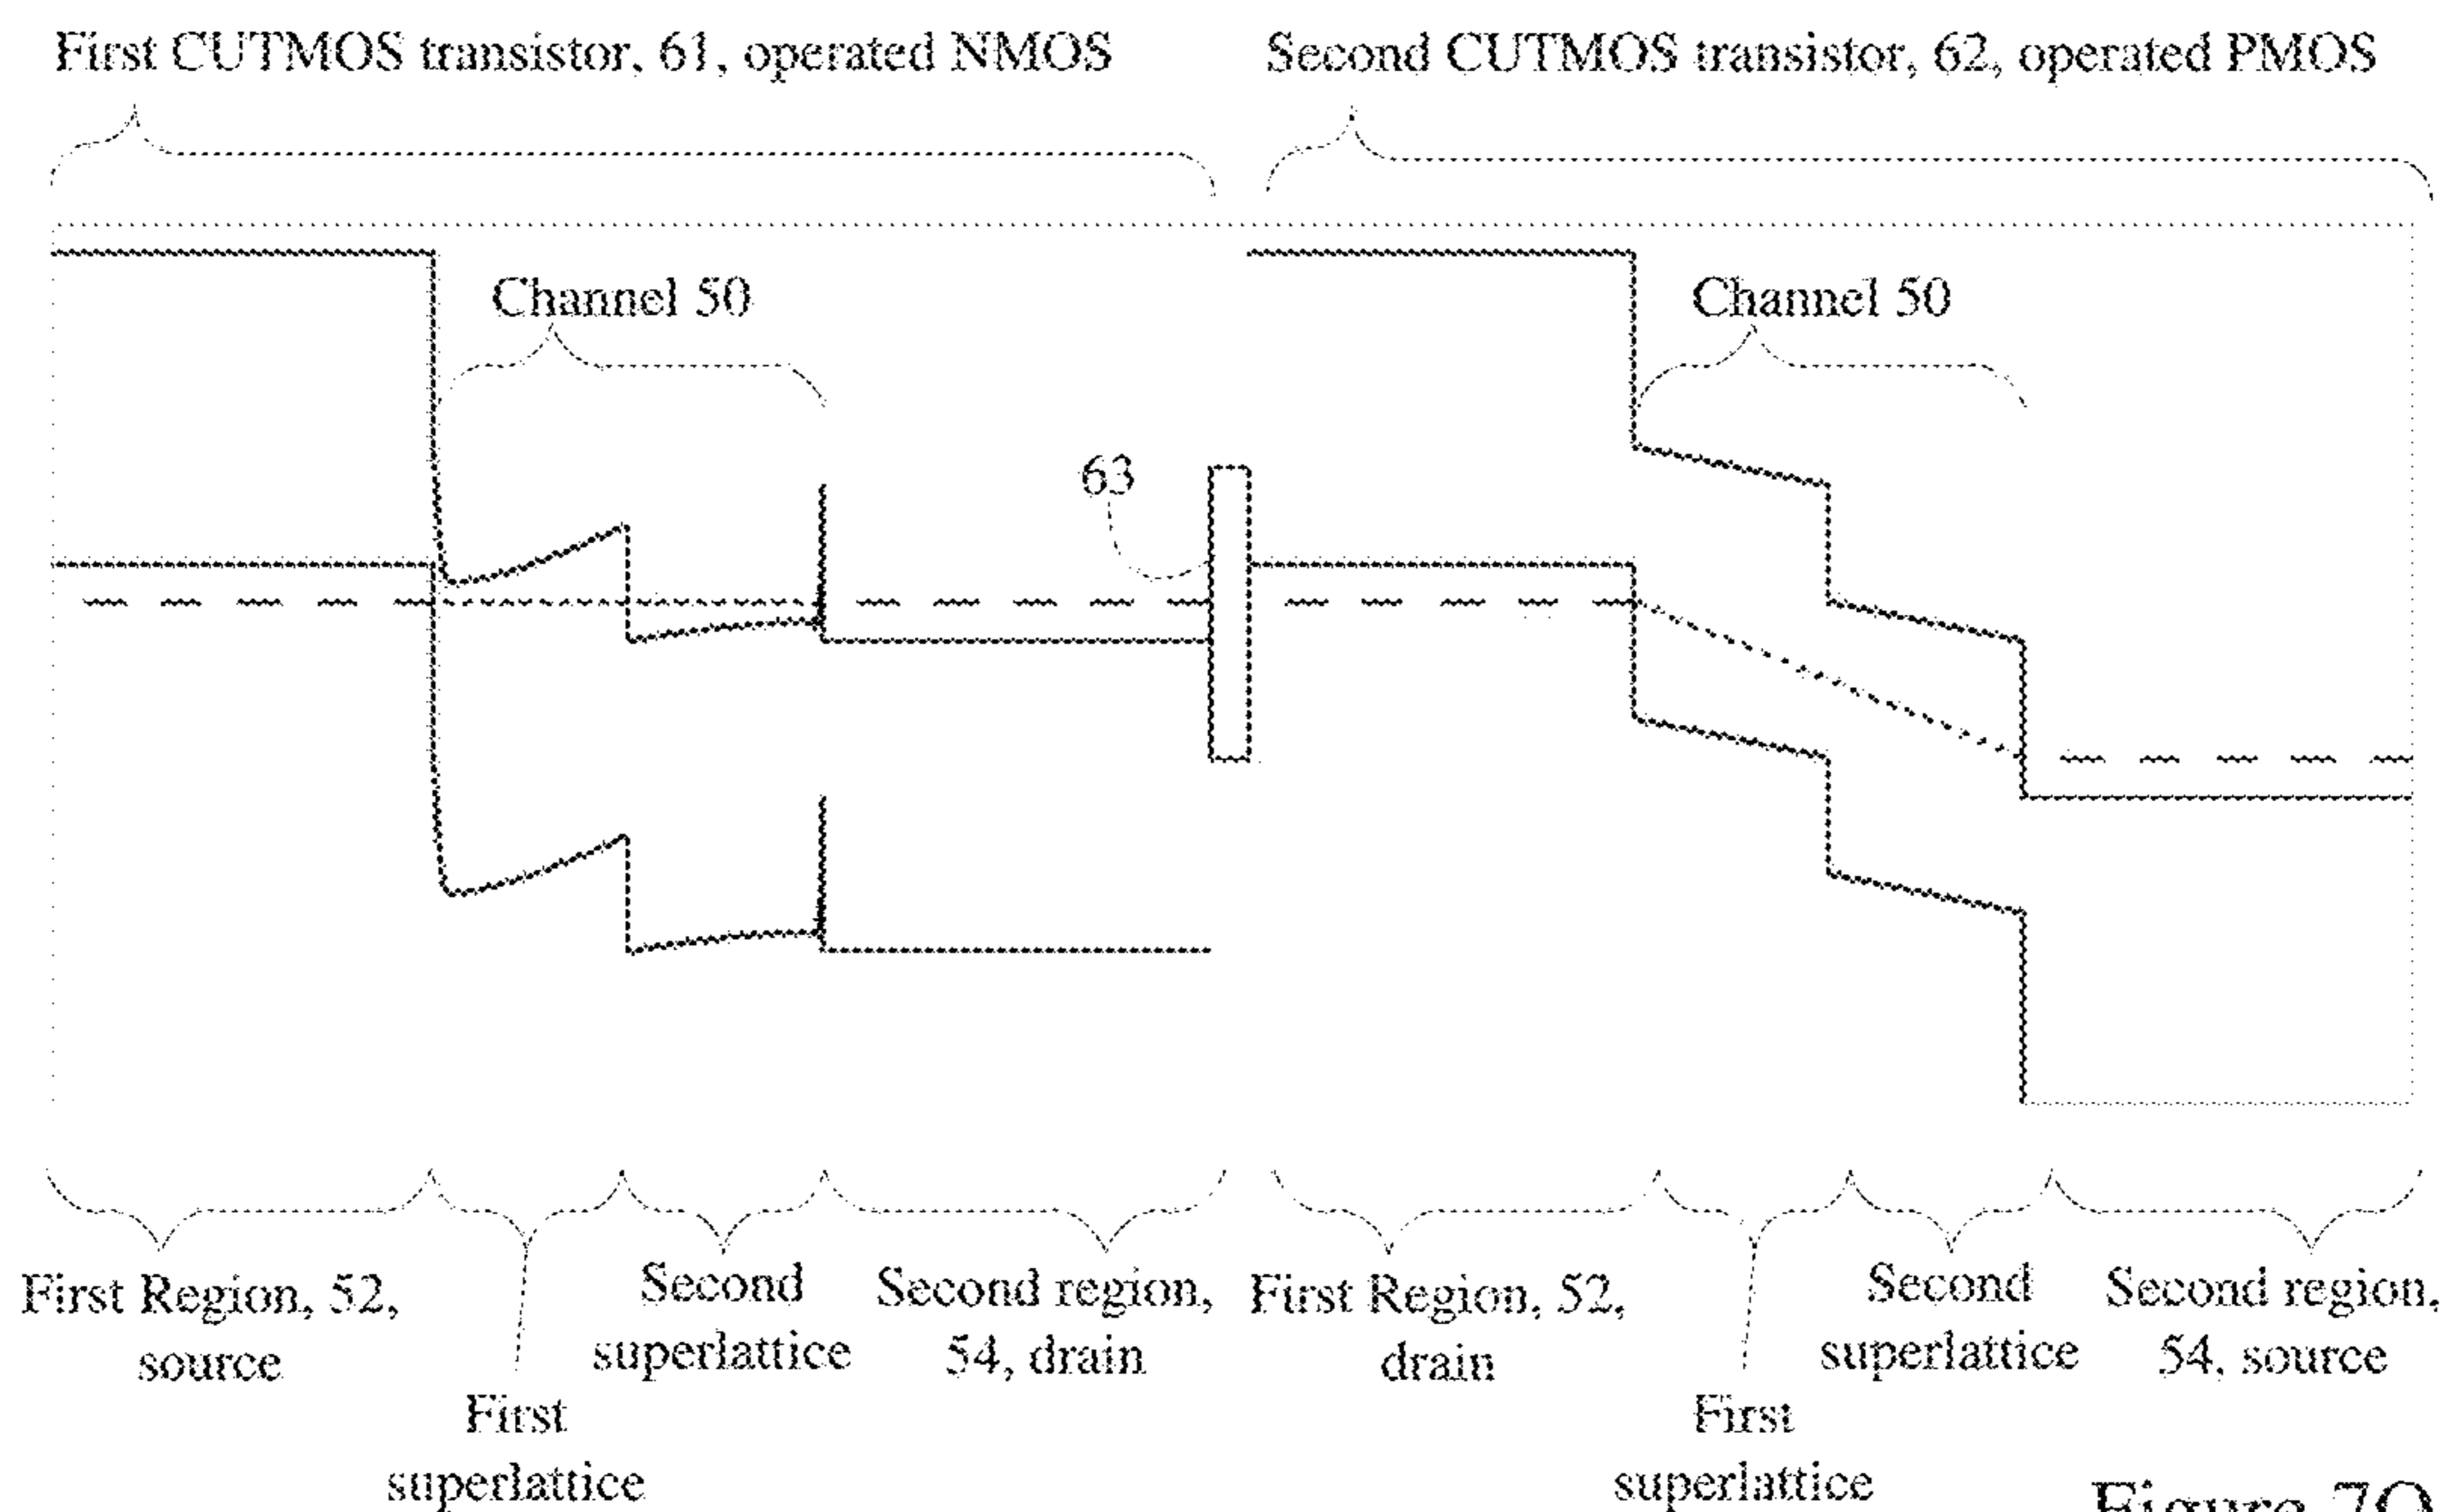 First CUTMOS transistor, 61, operated NMOS
Second CUTMOS transistor, 62, operated PMOS
Channel 50
Channel 50
63
First Region, 52,
source
First
superlattice
Second
superlattice
Second region,
54, drain
First Region, 52,
drain
First
superlattice
Second
superlattice
Second region,
54, source
Figure